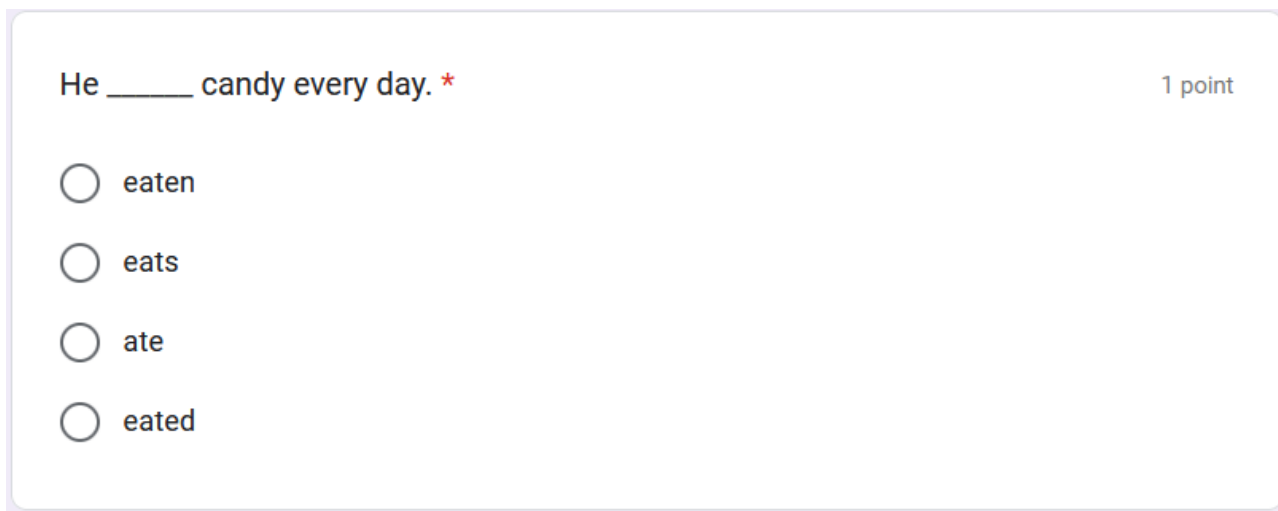 He ______ candy every day. *
1 point
eaten
eats
ate
eated